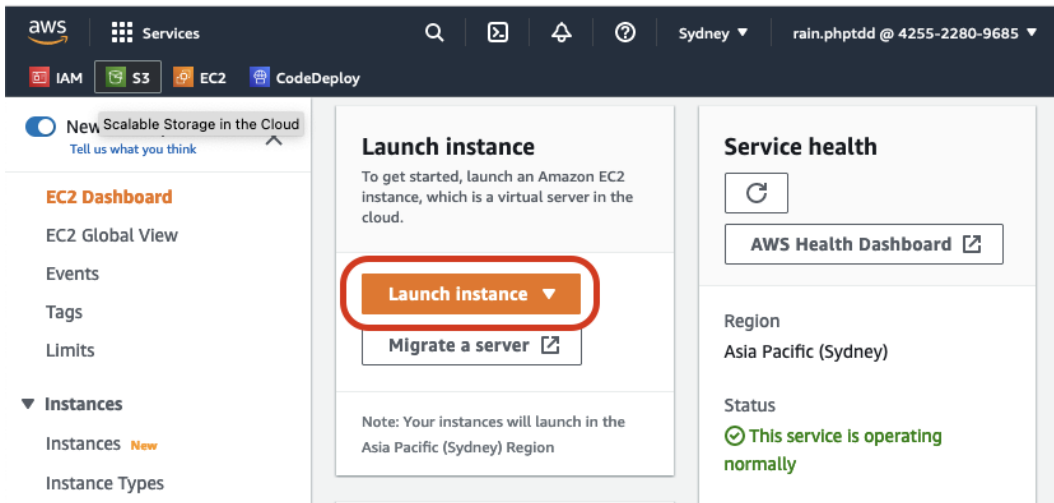 aws
Services
Sydney ▼
rain.phptdd @ 4255-2280-9685 ▼
IAM
S3
EC2
CodeDeploy
New
Scalable Storage in the Cloud
Tell us what you think
EC2 Dashboard
EC2 Global View
Events
Tags
Limits
▼ Instances
Instances New
Instance Types
Launch instance
To get started, launch an Amazon EC2
instance, which is a virtual server in the
cloud.
Launch instance ▼
Migrate a server
Note: Your instances will launch in the
Asia Pacific (Sydney) Region
Service health
AWS Health Dashboard
Region
Asia Pacific (Sydney)
Status
This service is operating
normally